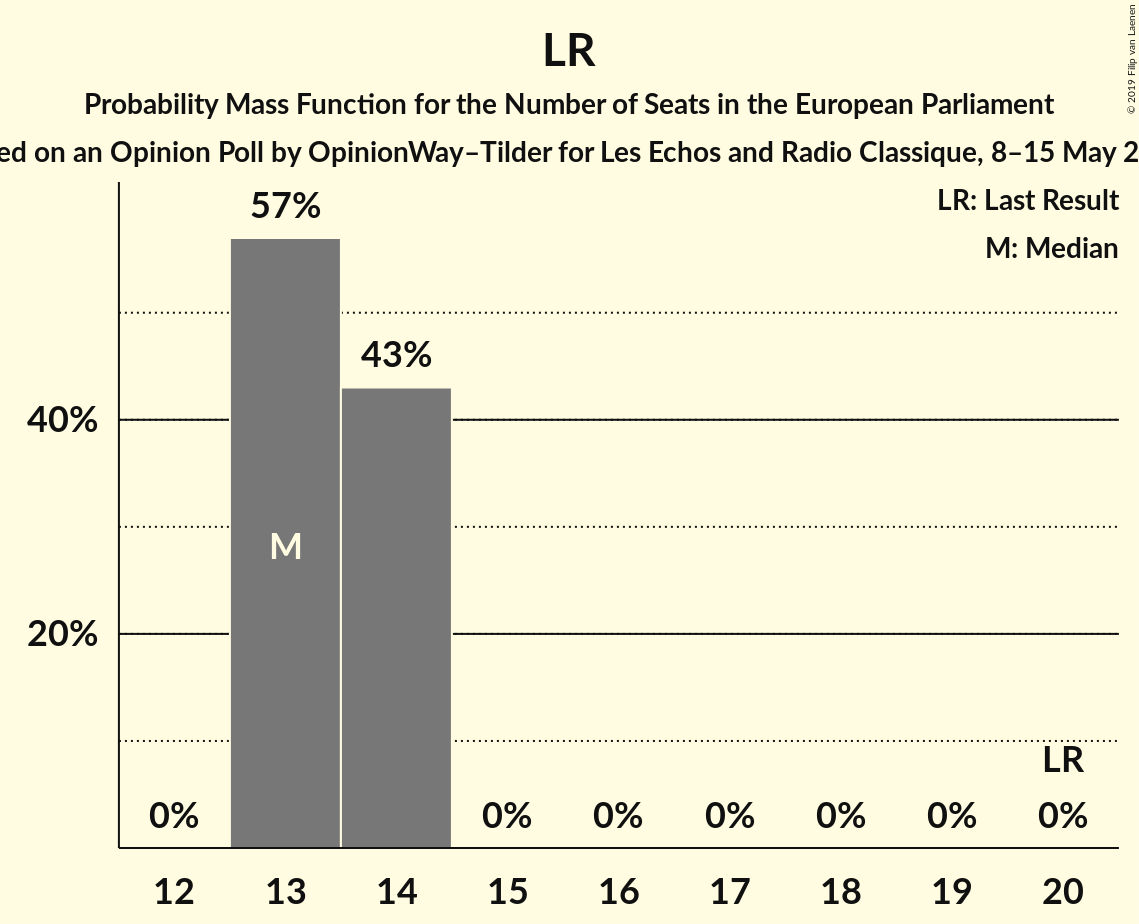 LR
Probability Mass Function for the Number of Seats in the European Parliament
ed on an Opinion Poll by OpinionWay–Tilder for Les Echos and Radio Classique, 8–15 May 2
© 2019 Filip van Laenen
LR: Last Result
M: Median
57%
43%
40%
M
20%
LR
0% 0% 0% 0% 0% 0% 0%
12 13 14 15 16 17 18 19 20